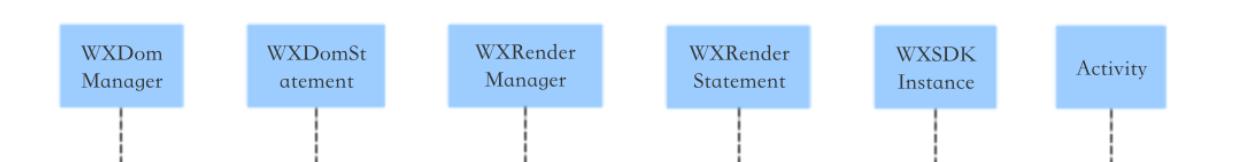 WXDom
Manager
WXDomSt
atement
WXRender
Manager
WXRender
Statement
WXSDK
Instance
Activity